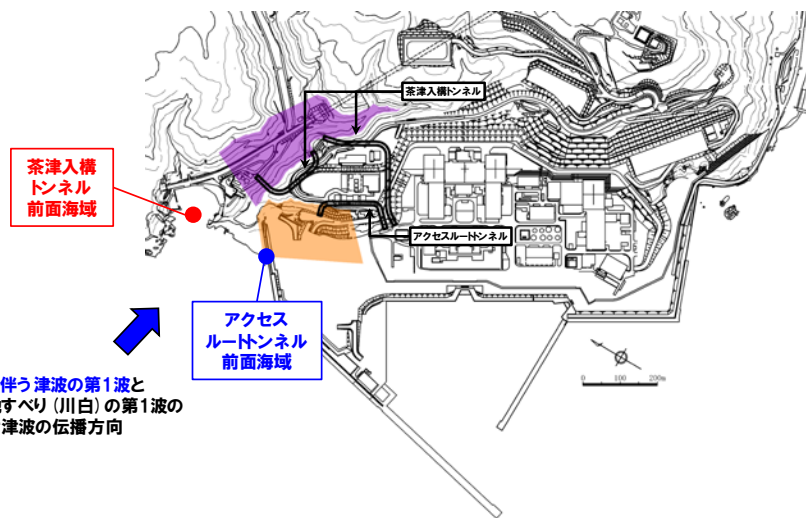 茶津入構トンネル
茶津入構
トンネル
前面海域
アクセスルートトンネル
アクセス
ルートトンネル
前面海域
伴う津波の第1波と
すべり(川白)の第1波の
津波の伝播方向
0 100 200m